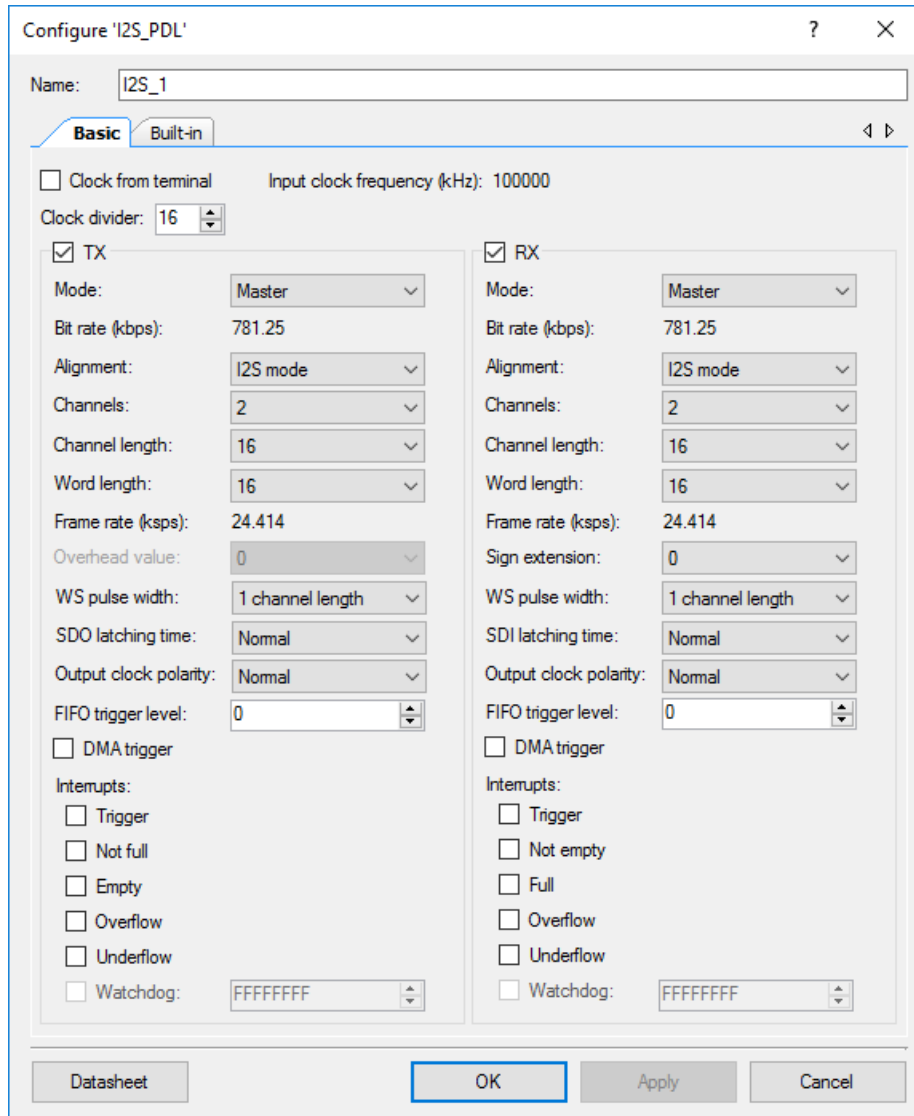 Configure 'I2S_PDL'
?
Name: I2S_1
Basic Built-in
Clock from terminal Input clock frequency (kHz): 100000
Clock divider: 16
TX
Mode: Master
Bit rate (kbps): 781.25
Alignment: I2S mode
Channels: 2
Channel length: 16
Word length: 16
Frame rate (ksps): 24.414
Overhead value: 0
WS pulse width: 1 channel length
SDO latching time: Normal
Output clock polarity: Normal
FIFO trigger level: 0
DMA trigger
Interrupts:
Trigger
Not full
Empty
Overflow
Underflow
Watchdog: FFFFFFFF
RX
Mode: Master
Bit rate (kbps): 781.25
Alignment: I2S mode
Channels: 2
Channel length: 16
Word length: 16
Frame rate (ksps): 24.414
Sign extension: 0
WS pulse width: 1 channel length
SDI latching time: Normal
Output clock polarity: Normal
FIFO trigger level: 0
DMA trigger
Interrupts:
Trigger
Not empty
Full
Overflow
Underflow
Watchdog: FFFFFFFF
Datasheet OK Apply Cancel